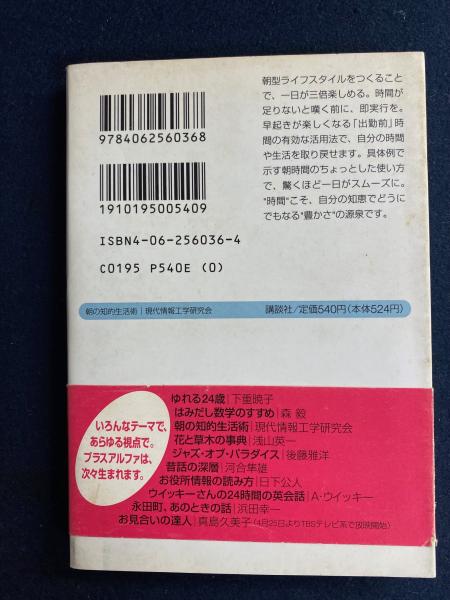 朝型ライフスタイルをつくること
で、一日が三倍楽しめる。時間が
足りないと嘆く前に、即実行を。
早起きが楽しくなる「出勤前」時
間の有効な活用法で、自分の時間
や生活を取り戻せます。具体例で
示す朝時間のちょっとした使い方
で、驚くほど一日がスムーズに。
"時間"こそ、自分の知恵でどうに
でもなる"豊かさ"の源泉です。
9784062560368
1910195005409
ISBN4-06-256036-4
C0195 P540E (0)
朝の知的生活術|現代情報工学研究会
講談社/定価540円(本体524円)
いろんなテーマで、
あらゆる視点で。
プラスアルファは、
次々生まれます。
ゆれる24歳|下重暁子
はみだし数学のすすめ|森 毅
朝の知的生活術|現代情報工学研究会
花と草木の事典|浅山英一
ジャズ・オブ・パラダイス|後藤雅洋
昔話の深層|河合隼雄
お役所情報の読み方|日下公人
ウイッキーさんの24時間の英会話|A・ウイッキー
永田町、あのときの話|浜田幸一
お見合いの達人|真島久美子(4月25日よりTBSテレビ系で放映開始)